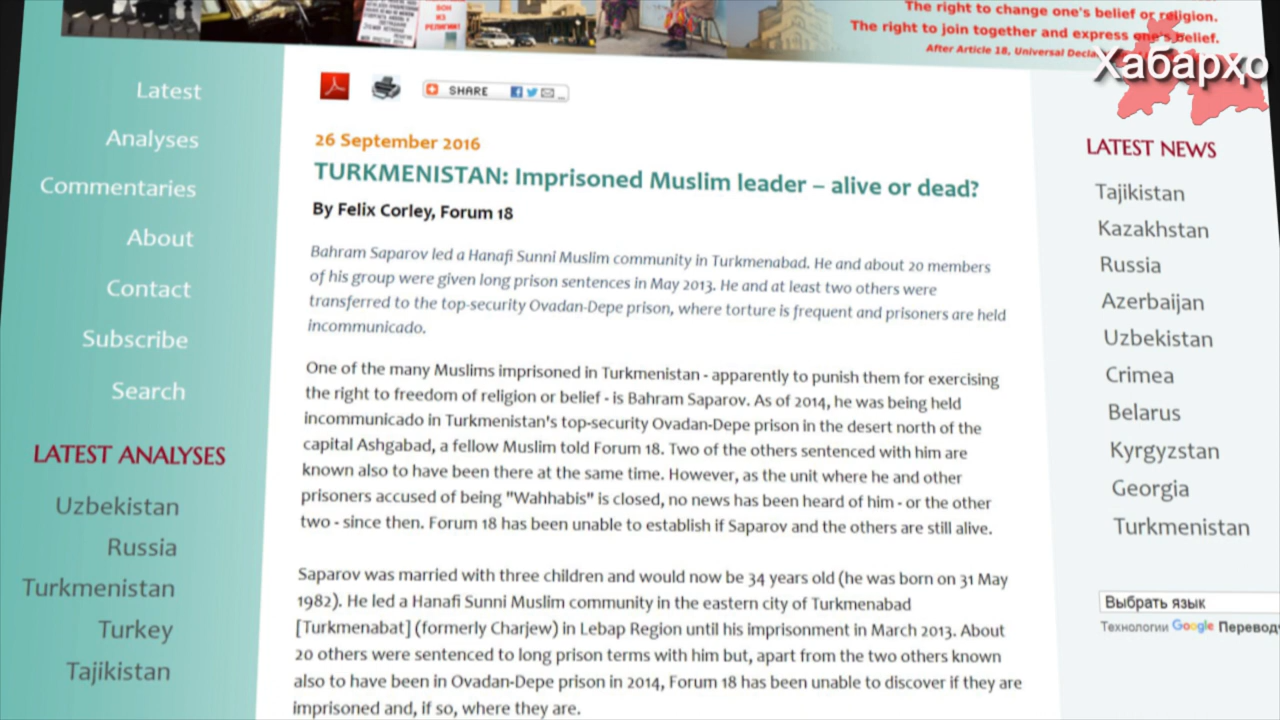 ВОН
ИЗ
The right to change one's belief or religion.
The right to join together and express one's belief.
After Article 18, Universal Decla
Хабарҳо
Latest
Analyses
Commentaries
About
Contact
Subscribe
Search
LATEST ANALYSES
Uzbekistan
Russia
Turkmenistan
Turkey
Tajikistan
SHARE
26 September 2016
TURKMENISTAN: Imprisoned Muslim leader – alive or dead?
By Felix Corley, Forum 18
Bahram Saparov led a Hanafi Sunni Muslim community in Turkmenabad. He and about 20 members
of his group were given long prison sentences in May 2013. He and at least two others were
transferred to the top-security Ovadan-Depe prison, where torture is frequent and prisoners are held
incommunicado.
One of the many Muslims imprisoned in Turkmenistan - apparently to punish them for exercising
the right to freedom of religion or belief - is Bahram Saparov. As of 2014, he was being held
incommunicado in Turkmenistan's top-security Ovadan-Depe prison in the desert north of the
capital Ashgabad, a fellow Muslim told Forum 18. Two of the others sentenced with him are
known also to have been there at the same time. However, as the unit where he and other
prisoners accused of being "Wahhabis" is closed, no news has been heard of him - or the other
two - since then. Forum 18 has been unable to establish if Saparov and the others are still alive.
Saparov was married with three children and would now be 34 years old (he was born on 31 May
1982). He led a Hanafi Sunni Muslim community in the eastern city of Turkmenabad
[Turkmenabat] (formerly Charjew) in Lebap Region until his imprisonment in March 2013. About
20 others were sentenced to long prison terms with him but, apart from the two others known
also to have been in Ovadan-Depe prison in 2014, Forum 18 has been unable to discover if they are
imprisoned and, if so, where they are.
LATEST NEWS
Tajikistan
Kazakhstan
Russia
Azerbaijan
Uzbekistan
Crimea
Belarus
Kyrgyzstan
Georgia
Turkmenistan
Выбрать язык
Технологии Google Переводч